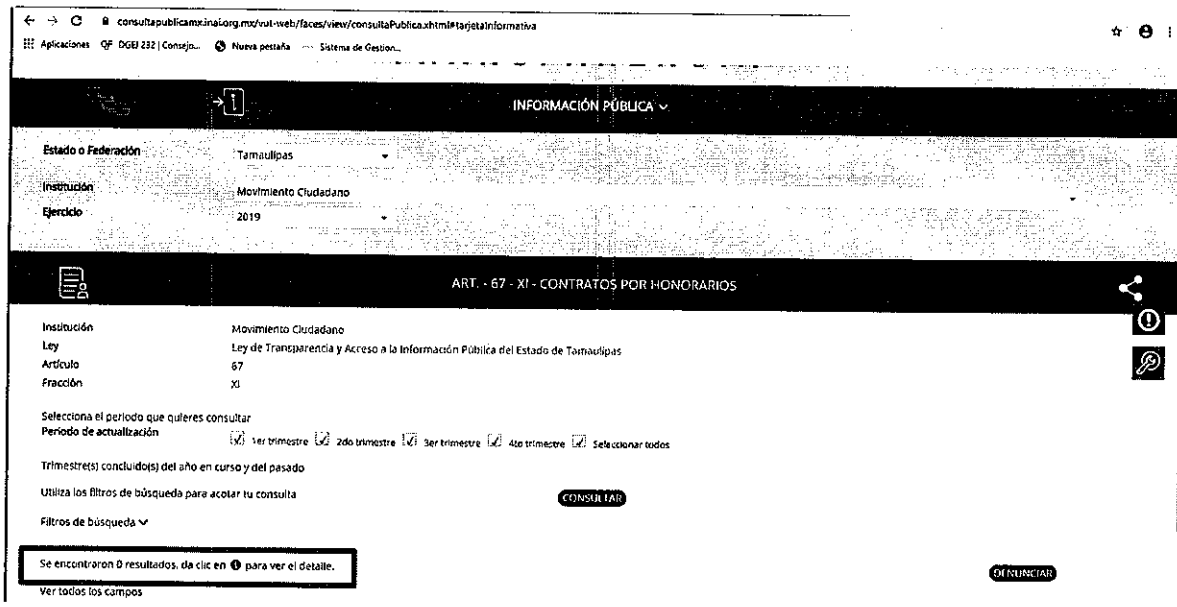 consultapublicamx.inai.org.mx/vut-web/faces/view/consultaPublica.xhtml#tarjetaInformativa
Aplicaciones QF DGEJ 232 | Consejo... Nueva pestaña Sistema de Gestion...
INFORMACIÓN PÚBLICA
Estado o Federación Tamaulipas
Institución Movimiento Ciudadano
Ejercicio 2019
ART. - 67 - XI - CONTRATOS POR HONORARIOS
Institución Movimiento Ciudadano
Ley Ley de Transparencia y Acceso a la Información Pública del Estado de Tamaulipas
Artículo 67
Fracción XI
Selecciona el periodo que quieres consultar
Periodo de actualización 1er trimestre 2do trimestre 3er trimestre 4to trimestre Seleccionar todos
Trimestre(s) concluido(s) del año en curso y del pasado
Utiliza los filtros de búsqueda para acotar tu consulta CONSULTAR
Filtros de búsqueda
Se encontraron 0 resultados, da clic en para ver el detalle.
DENUNCIAR
Ver todos los campos